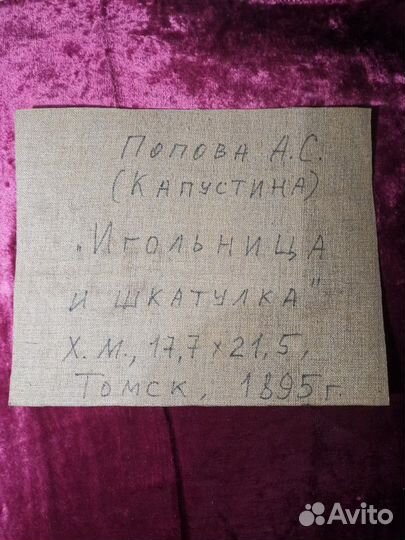 Попова А.С.
(Капустина)
„Игольница
и шкатулка"
Х.М., 17,7 x 21,5,
Томск, 1895 г.
Avito